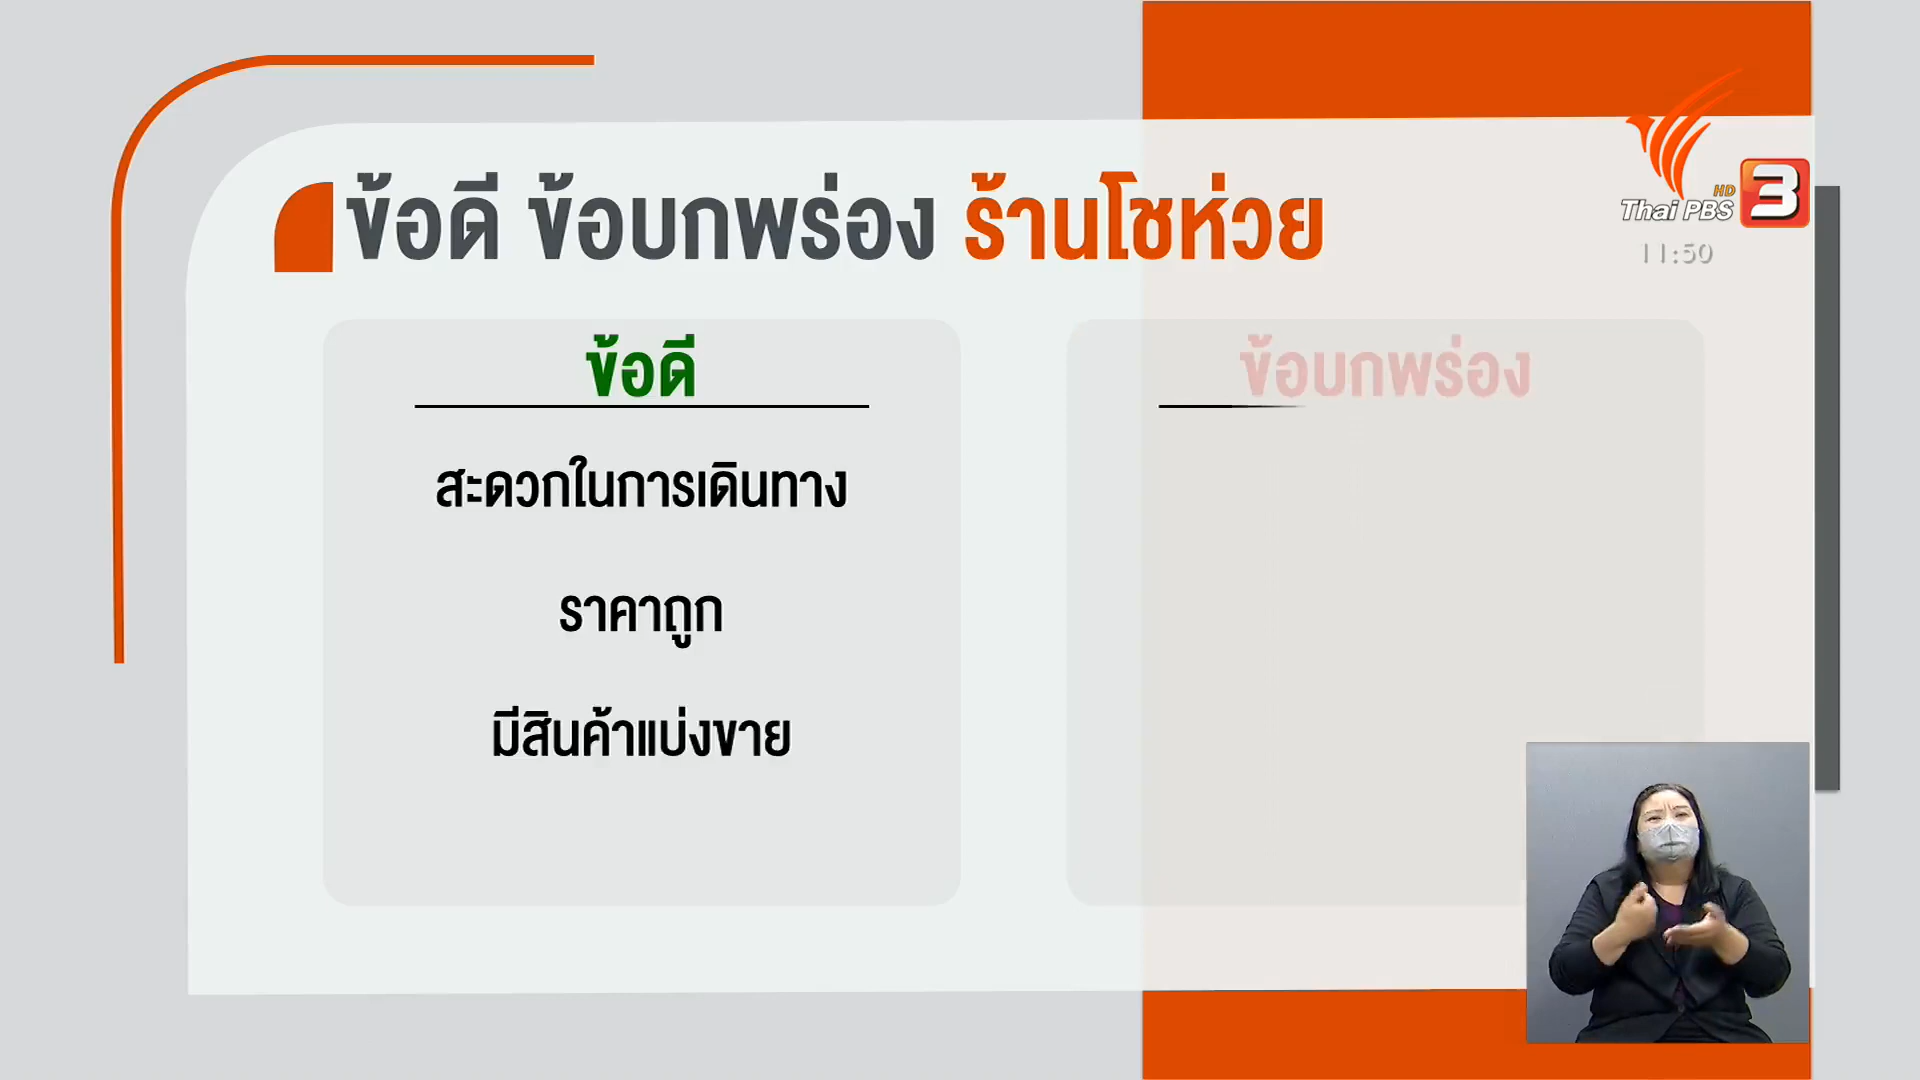 ข้อดี ข้อบกพร่อง ร้านโชห่วย
HD
Thai PBS 3
11:50
ข้อดี
สะดวกในการเดินทาง
ราคาถูก
มีสินค้าแบ่งขาย
ข้อบกพร่อง